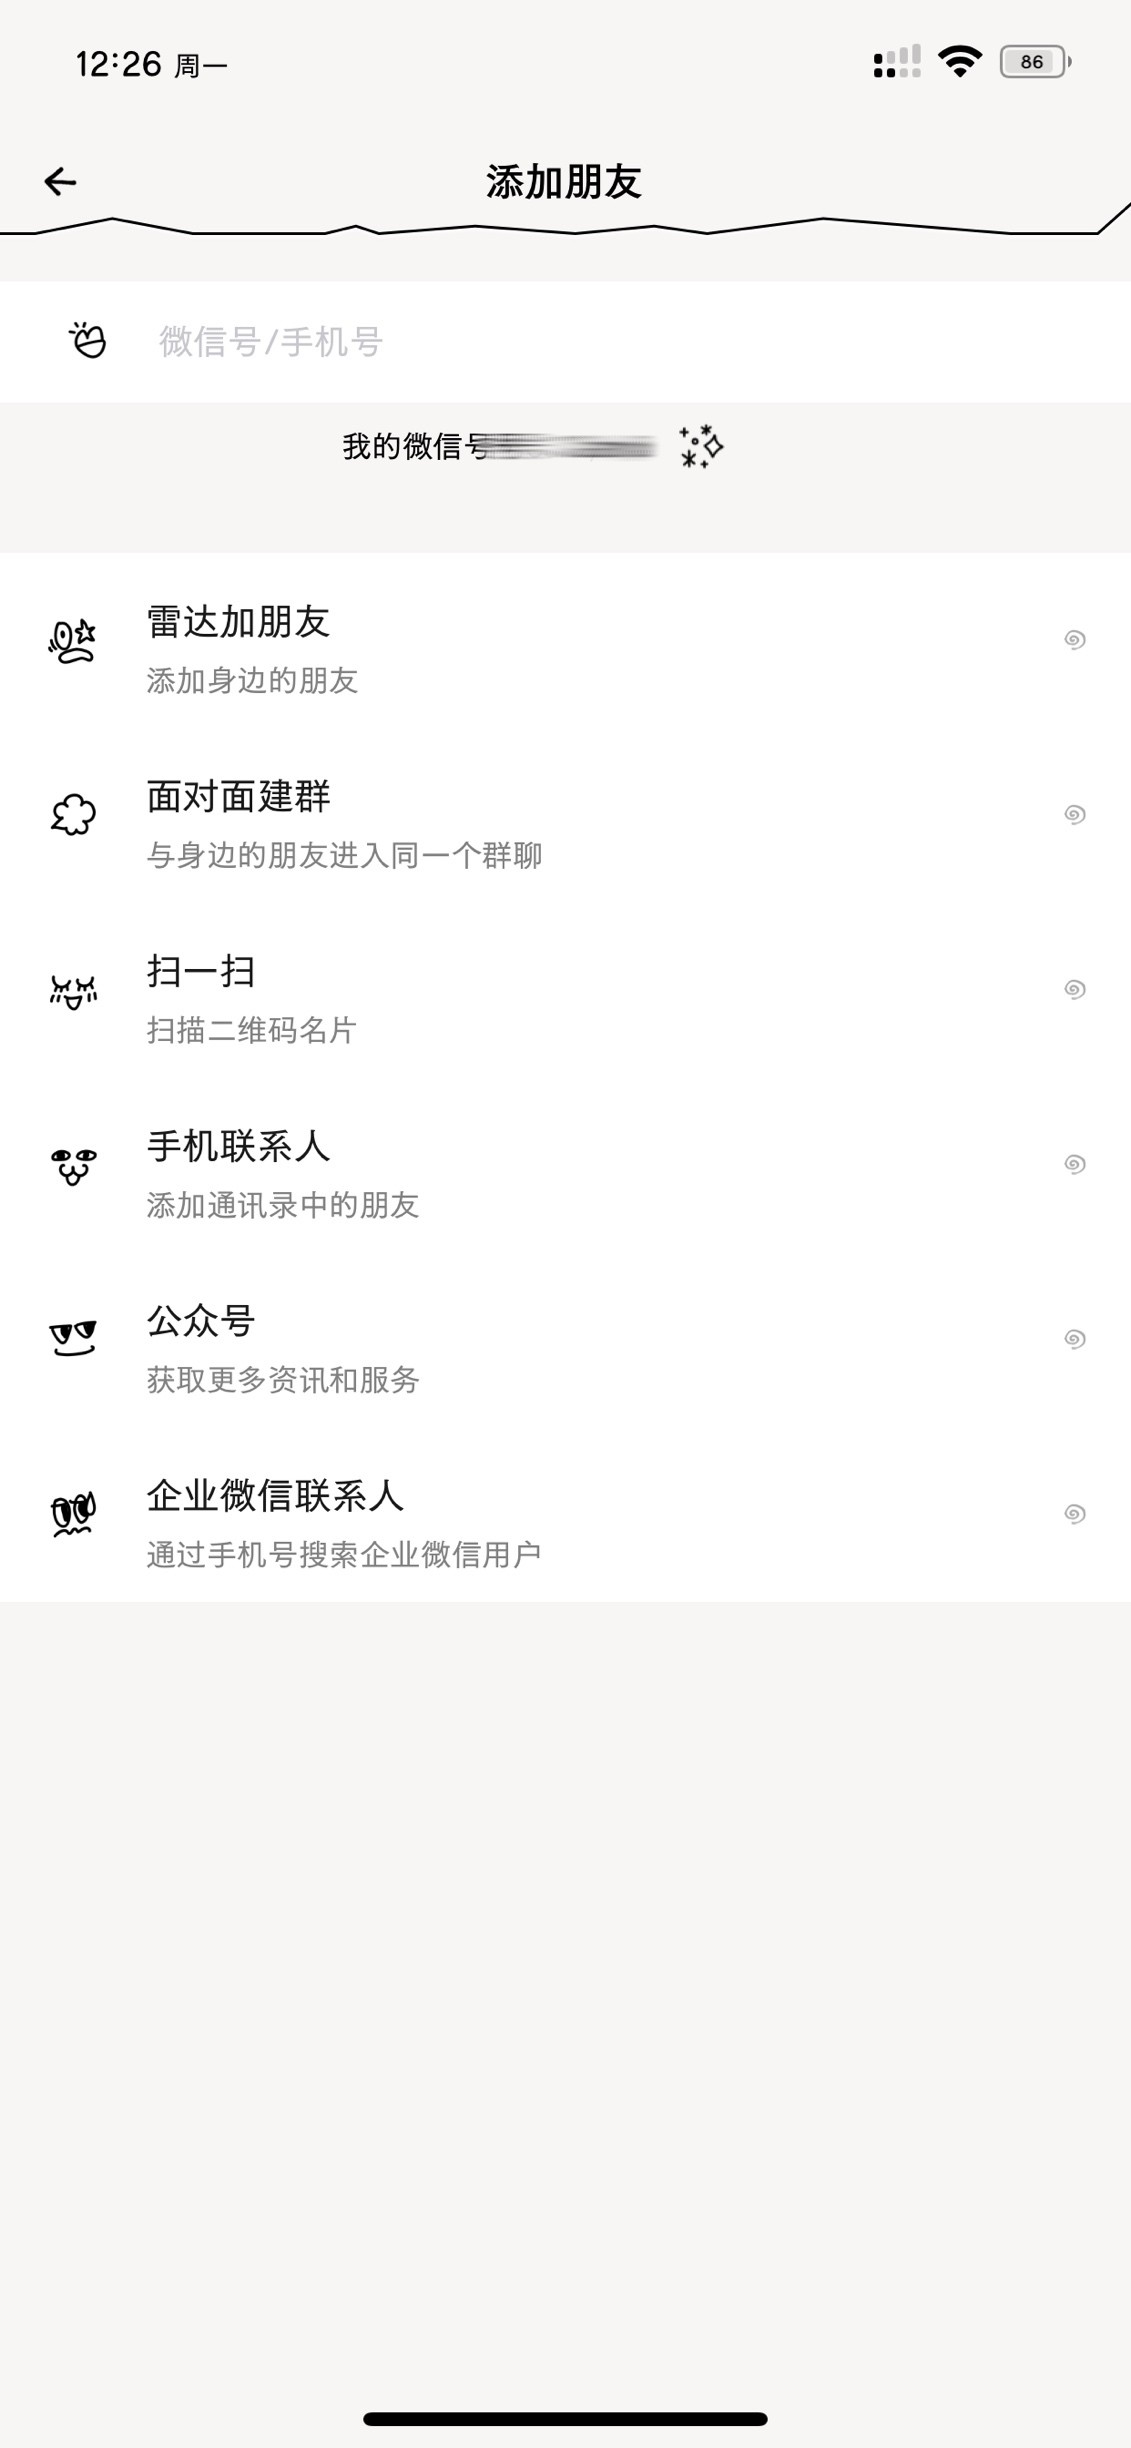 12:26 周一
86
添加朋友
微信号/手机号
我的微信号
雷达加朋友
添加身边的朋友
面对面建群
与身边的朋友进入同一个群聊
扫一扫
扫描二维码名片
手机联系人
添加通讯录中的朋友
公众号
获取更多资讯和服务
企业微信联系人
通过手机号搜索企业微信用户